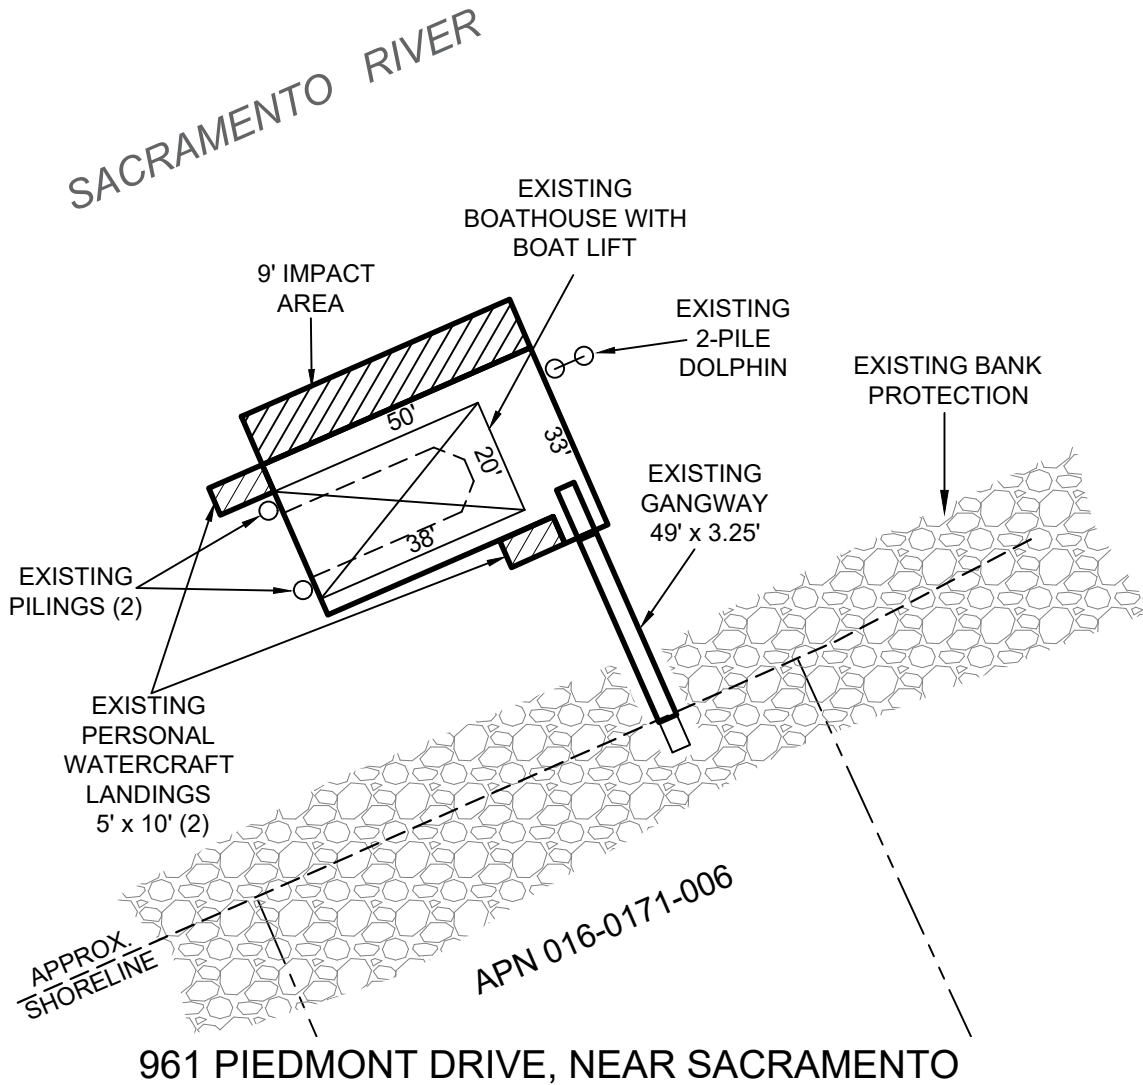 SACRAMENTO RIVER
EXISTING
BOATHOUSE WITH
BOAT LIFT
9' IMPACT
AREA
EXISTING
2-PILE
DOLPHIN
EXISTING BANK
PROTECTION
50'
33'
20'
38'
EXISTING
GANGWAY
49' x 3.25'
EXISTING
PILINGS (2)
EXISTING
PERSONAL
WATERCRAFT
LANDINGS
5' x 10' (2)
APPROX.
SHORELINE
APN 016-0171-006
961 PIEDMONT DRIVE, NEAR SACRAMENTO